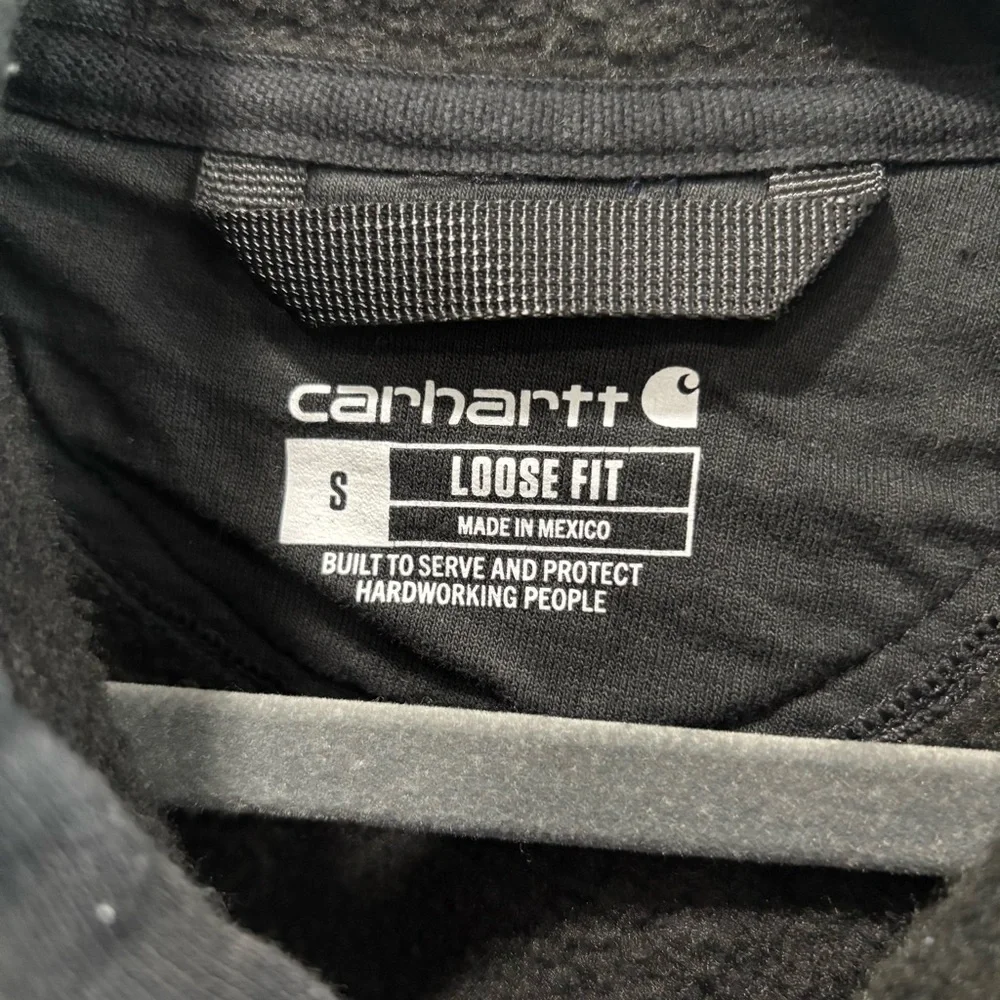 carhartt
S
LOOSE FIT
MADE IN MEXICO
BUILT TO SERVE AND PROTECT
HARDWORKING PEOPLE